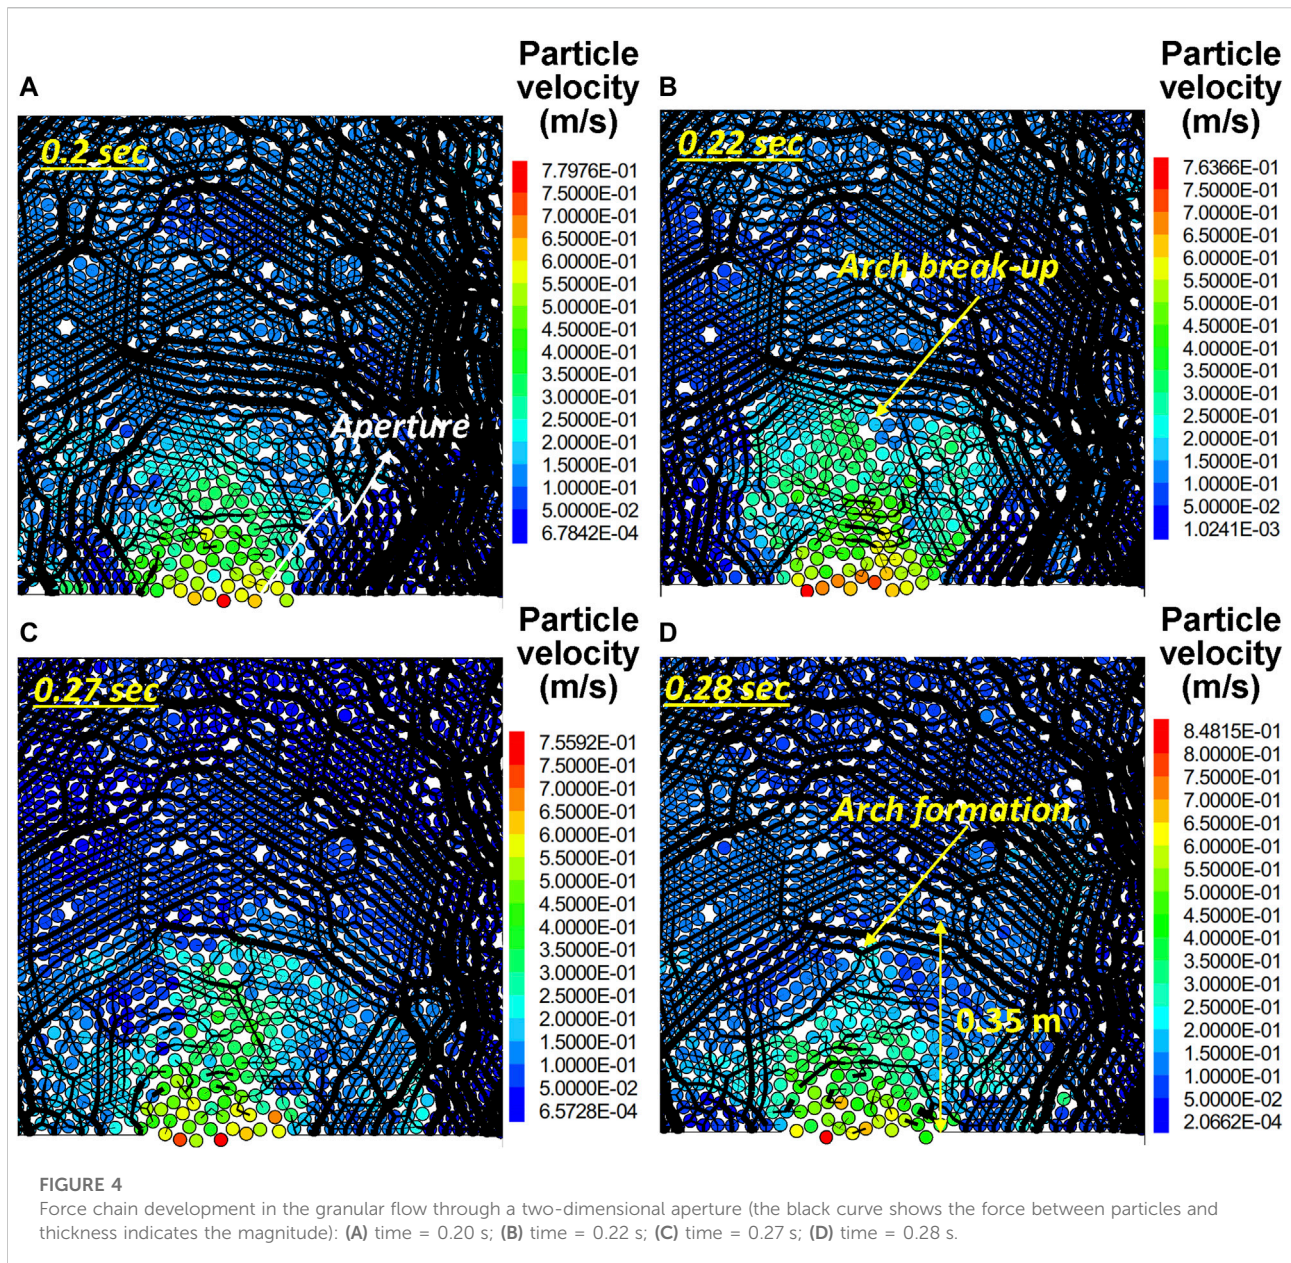 A
0.2 sec
Aperture
Particle
velocity
(m/s)
7.7976E-01
7.5000E-01
7.0000E-01
6.5000E-01
6.0000E-01
5.5000E-01
5.0000E-01
4.5000E-01
4.0000E-01
3.5000E-01
3.0000E-01
2.5000E-01
2.0000E-01
1.5000E-01
1.0000E-01
5.0000E-02
6.7842E-04
B
0.22 sec
Arch break-up
Particle
velocity
(m/s)
7.6366E-01
7.5000E-01
7.0000E-01
6.5000E-01
6.0000E-01
5.5000E-01
5.0000E-01
4.5000E-01
4.0000E-01
3.5000E-01
3.0000E-01
2.5000E-01
2.0000E-01
1.5000E-01
1.0000E-01
5.0000E-02
1.0241E-03
C
0.27 sec
Particle
velocity
(m/s)
7.5592E-01
7.5000E-01
7.0000E-01
6.5000E-01
6.0000E-01
5.5000E-01
5.0000E-01
4.5000E-01
4.0000E-01
3.5000E-01
3.0000E-01
2.5000E-01
2.0000E-01
1.5000E-01
1.0000E-01
5.0000E-02
6.5728E-04
D
0.28 sec
Arch formation
0.35 m
Particle
velocity
(m/s)
8.4815E-01
8.0000E-01
7.5000E-01
7.0000E-01
6.5000E-01
6.0000E-01
5.5000E-01
5.0000E-01
4.5000E-01
4.0000E-01
3.5000E-01
3.0000E-01
2.5000E-01
2.0000E-01
1.5000E-01
1.0000E-01
5.0000E-02
2.0662E-04
FIGURE 4
Force chain development in the granular flow through a two-dimensional aperture (the black curve shows the force between particles and
thickness indicates the magnitude): (A) time = 0.20 s; (B) time = 0.22 s; (C) time = 0.27 s; (D) time = 0.28 s.